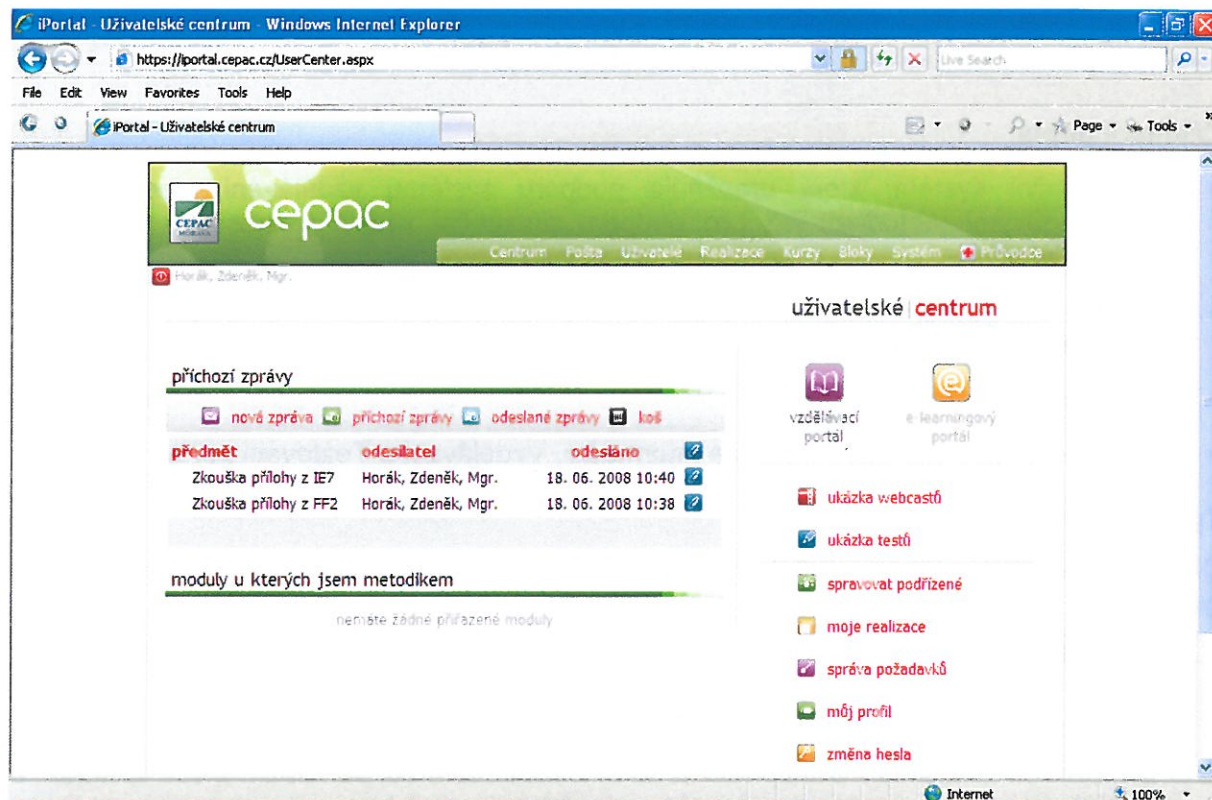 iPortal - Uživatelské centrum - Windows Internet Explorer
https://iportal.cepac.cz/UserCenter.aspx
Live Search
File Edit View Favorites Tools Help
iPortal - Uživatelské centrum
Page Tools
CEPAC
MORAVA
cepac
Centrum Pošta Uživatelé Realizace Kurzy Bloky Systém Průvodce
Horák, Zdeněk, Mgr.
uživatelské centrum
příchozí zprávy
nová zpráva příchozí zprávy odeslané zprávy koš
předmět odesilatel odesláno
Zkouška přílohy z IE7 Horák, Zdeněk, Mgr. 18. 06. 2008 10:40
Zkouška přílohy z FF2 Horák, Zdeněk, Mgr. 18. 06. 2008 10:38
moduly u kterých jsem metodikem
nemáte žádné přiřazené moduly
vzdělávací
portál
e-learningový
portál
ukázka webcastů
ukázka testů
spravovat podřízené
moje realizace
správa požadavků
můj profil
změna hesla
Internet 100%